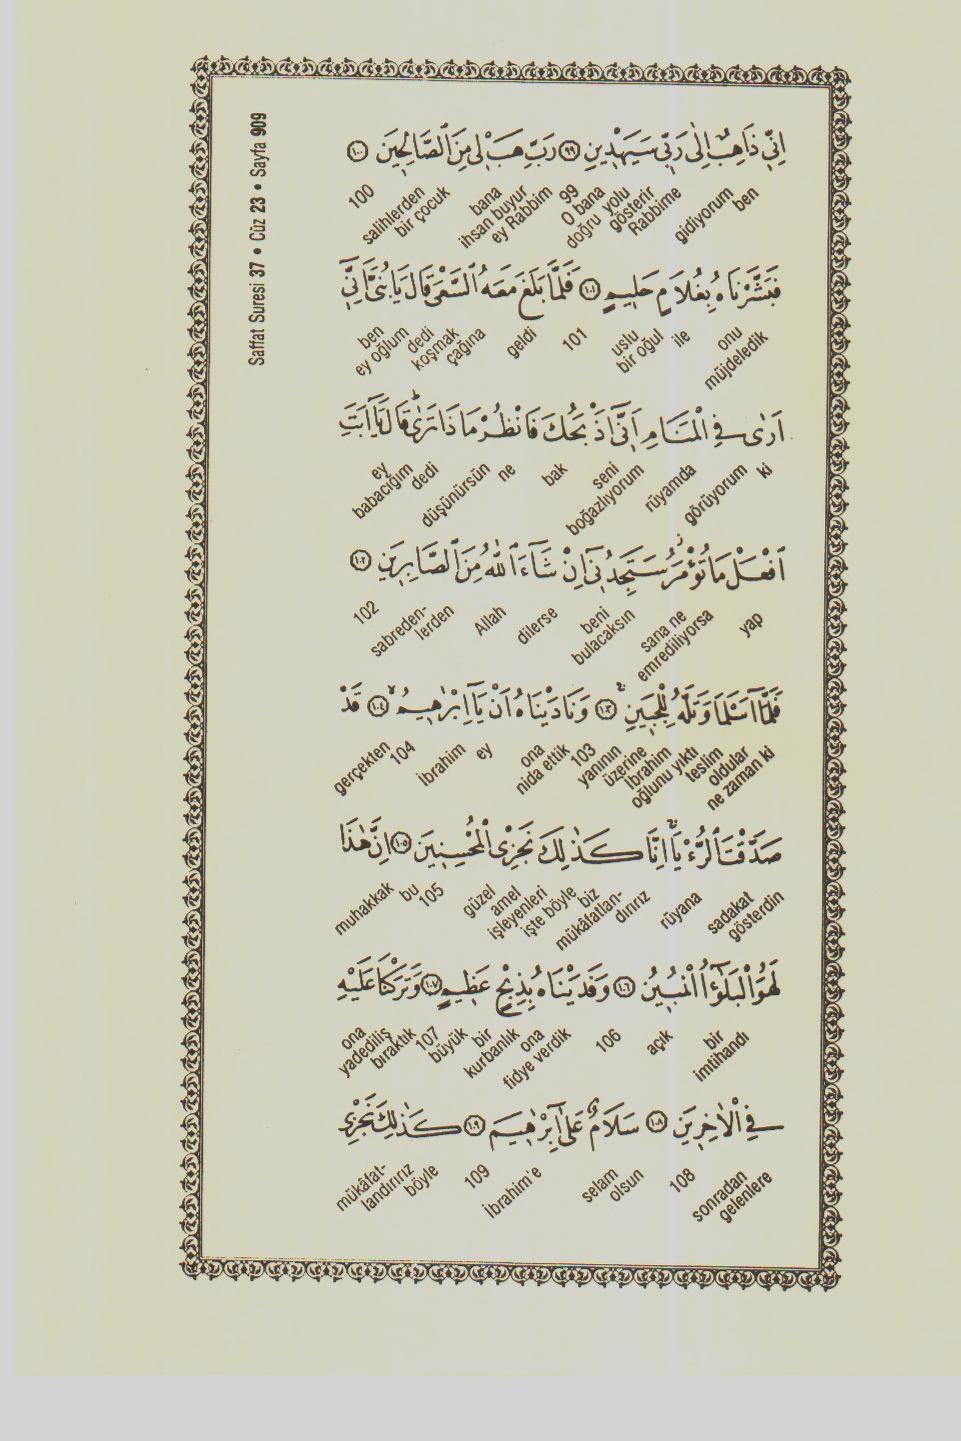 Saffat Suresi 37 • Cüz 23 • Sayfa 909
اِنّ۪ي ذَاهِبٌ اِلٰى رَبّ۪ي سَيَهْد۪ينِ ﴿٩٩﴾ رَبِّ هَبْ ل۪ي مِنَ الصَّالِح۪ينَ ﴿١٠٠﴾
ben gidiyorum Rabbime gösterir yolu doğru O bana 99 ey Rabbim ihsan buyur bana bir çocuk salihlerden 100
فَبَشَّرْنَاهُ بِغُلَامٍ حَل۪يمٍ ﴿١٠١﴾ فَلَمَّا بَلَغَ مَعَهُ السَّعْيَ قَالَ يَا بُنَيَّ اِنّ۪ٓي
onu müjdeledik ile bir oğul uslu 101 geldi çağına koşmak dedi ey oğlum ben
اَرٰى فِي الْمَنَامِ اَنّ۪ٓي اَذْبَحُكَ فَانْظُرْ مَاذَا تَرٰىۜ قَالَ يَٓا اَبَتِ
ki görüyorum rüyamda boğazlıyorum seni bak ne düşünürsün dedi babacığım ey
افْعَلْ مَا تُؤْمَرُۘ سَتَجِدُن۪ٓي اِنْ شَٓاءَ اللّٰهُ مِنَ الصَّابِر۪ينَ ﴿١٠٢﴾
yap emrediliyorsa sana ne bulacaksın beni dilerse Allah sabreden-lerden 102
فَلَمَّٓا اَسْلَمَا وَتَلَّهُ لِلْجَب۪ينِۚ ﴿١٠٣﴾ وَنَادَيْنَاهُ اَنْ يَٓا اِبْرٰه۪يمُۙ ﴿١٠٤﴾ قَدْ
ne zaman ki oldular teslim oğlunu yıktı İbrahim üzerine yanının 103 nida ettik ona ey İbrahim 104 gerçekten
صَدَّقْتَ الرُّءْيَاۚ اِنَّا كَذٰلِكَ نَجْزِي الْمُحْسِن۪ينَ ﴿١٠٥﴾ اِنَّ هٰذَا
sadakat gösterdin rüyana mükâfatlan-dırırız biz işte böyle işleyenleri amel güzel 105 bu muhakkak
لَهُوَ الْبَلٰٓؤُا الْمُب۪ينُ ﴿١٠٦﴾ وَفَدَيْنَاهُ بِذِبْحٍ عَظ۪يمٍ ﴿١٠٧﴾ وَتَرَكْنَا عَلَيْهِ
bir imtihandı açık 106 fidye verdik ona kurbanlık bir büyük 107 bıraktık yadediliş ona
فِي الْاٰخِر۪ينَ ﴿١٠٨﴾ سَلَامٌ عَلٰٓى اِبْرٰه۪يمَ ﴿١٠٩﴾ كَذٰلِكَ نَجْزِي
sonradan gelenlere 108 selam olsun İbrahim'e 109 böyle mükâfat-landırırız